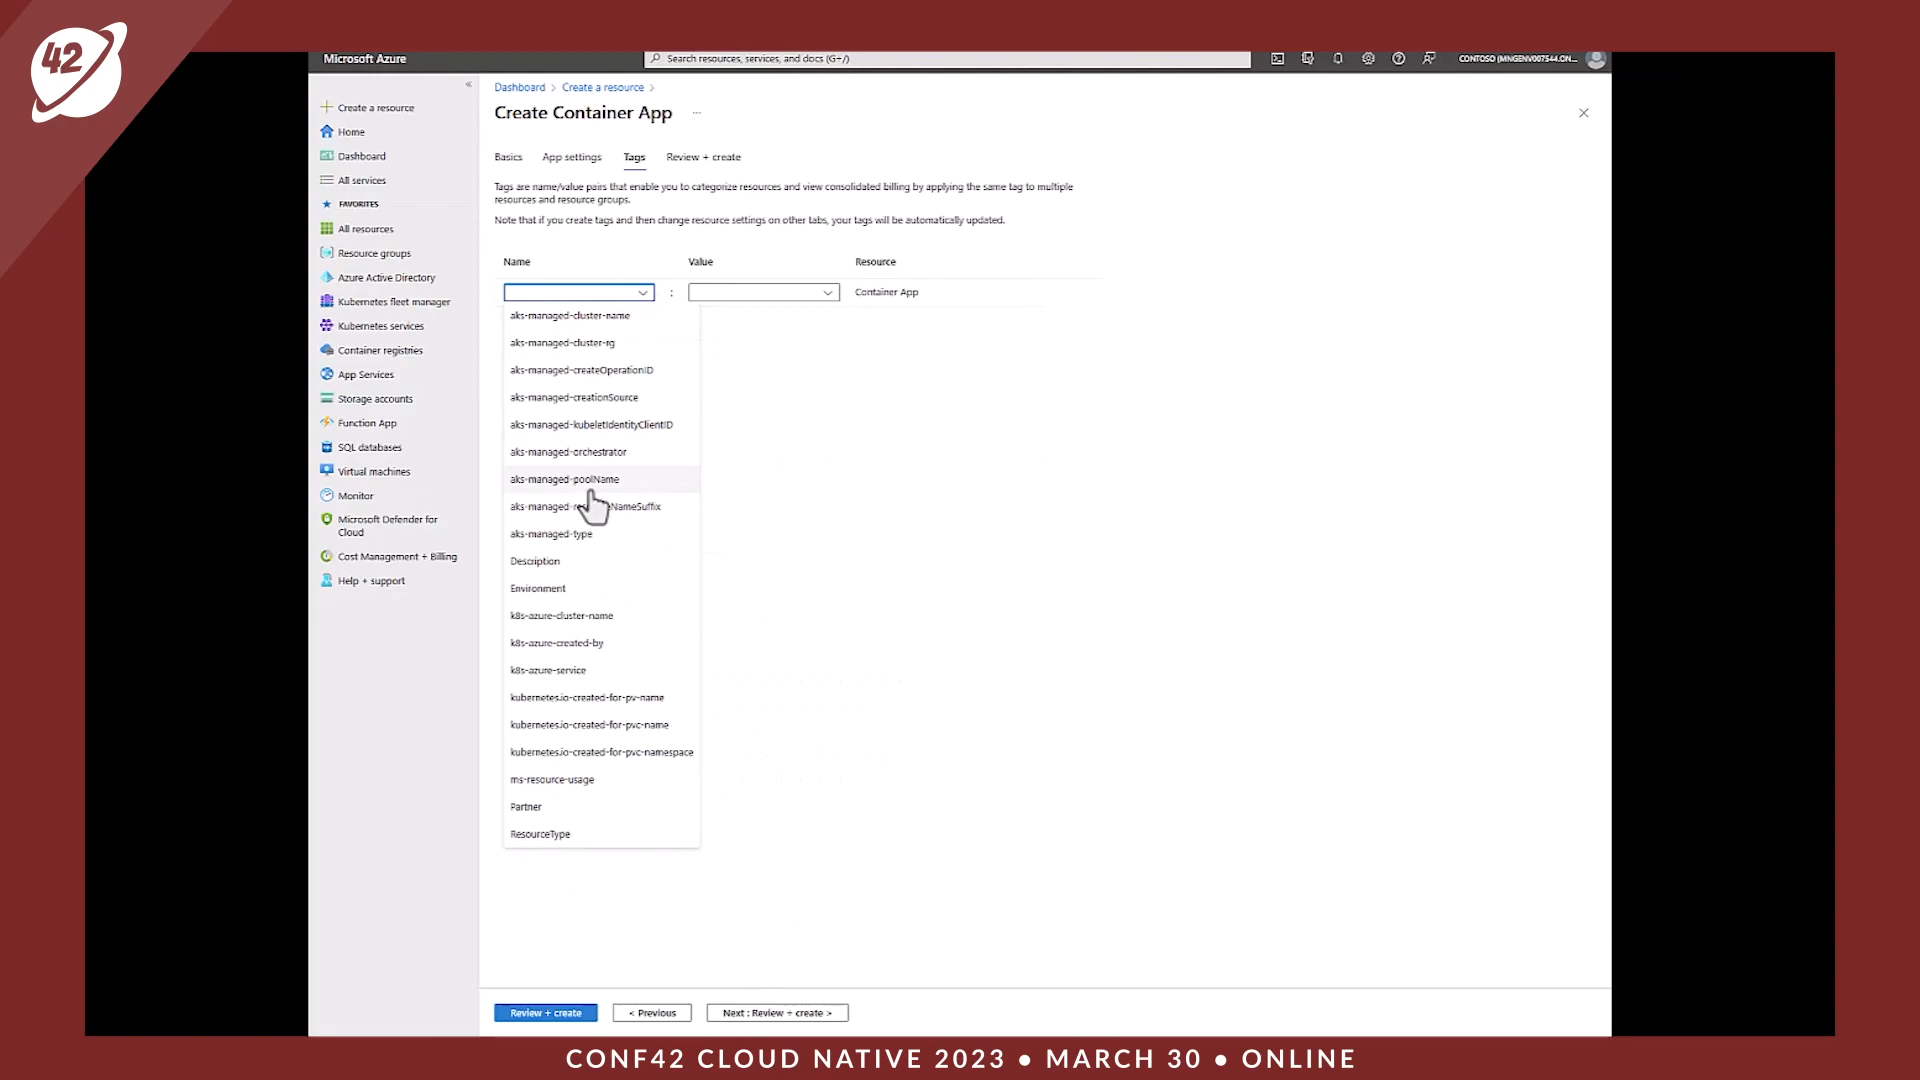 42
Microsoft Azure
Search resources, services, and docs (G+/)
CONTOSO (MNGENV007544.ON...
Dashboard > Create a resource >
Create Container App ...
Create a resource
Home
Dashboard
All services
FAVORITES
All resources
Resource groups
Azure Active Directory
Kubernetes fleet manager
Kubernetes services
Container registries
App Services
Storage accounts
Function App
SQL databases
Virtual machines
Monitor
Microsoft Defender for
Cloud
Cost Management + Billing
Help + support
Basics App settings Tags Review + create
Tags are name/value pairs that enable you to categorize resources and view consolidated billing by applying the same tag to multiple
resources and resource groups.
Note that if you create tags and then change resource settings on other tabs, your tags will be automatically updated.
Name Value Resource
: Container App
aks-managed-cluster-name
aks-managed-cluster-rg
aks-managed-createOperationID
aks-managed-creationSource
aks-managed-kubeletIdentityClientID
aks-managed-orchestrator
aks-managed-poolName
aks-managed-
NameSuffix
aks-managed-type
Description
Environment
k8s-azure-cluster-name
k8s-azure-created-by
k8s-azure-service
kubernetes.io-created-for-pv-name
kubernetes.io-created-for-pvc-name
kubernetes.io-created-for-pvc-namespace
ms-resource-usage
Partner
ResourceType
Review + create
< Previous
Next : Review + create >
CONF42 CLOUD NATIVE 2023 • MARCH 30 • ONLINE